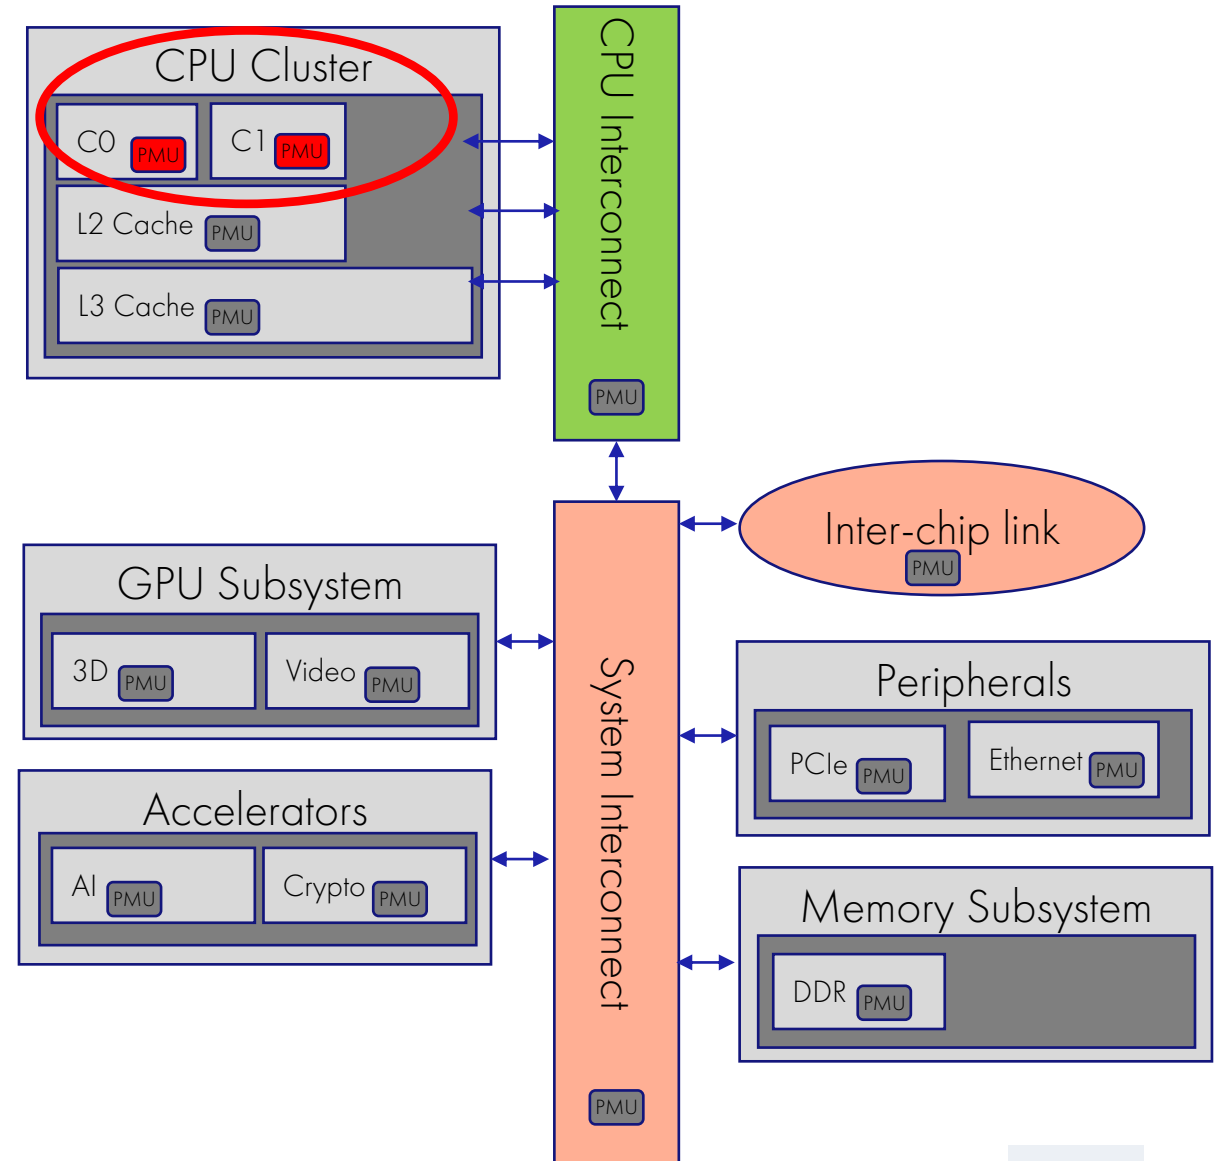 CPU Cluster
C0 PMU
C1 PMU
L2 Cache PMU
L3 Cache PMU
CPU Interconnect
PMU
Inter-chip link
PMU
GPU Subsystem
3D PMU
Video PMU
System Interconnect
PMU
Peripherals
PCIe PMU
Ethernet PMU
Accelerators
AI PMU
Crypto PMU
Memory Subsystem
DDR PMU